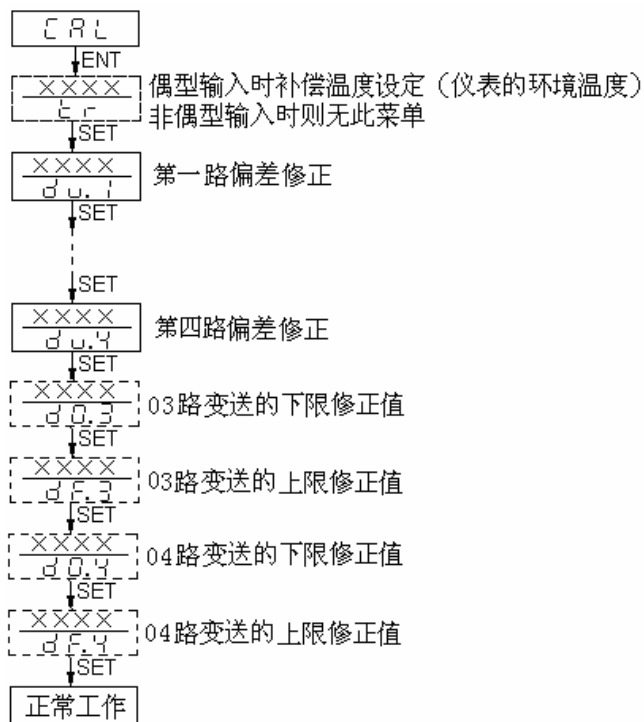 CAL
ENT
XXXX
tr
偶型输入时补偿温度设定（仪表的环境温度）
非偶型输入时则无此菜单
SET
XXXX
du.1
第一路偏差修正
SET
SET
XXXX
du.4
第四路偏差修正
SET
XXXX
d0.3
03路变送的下限修正值
SET
XXXX
dF.3
03路变送的上限修正值
SET
XXXX
d0.4
04路变送的下限修正值
SET
XXXX
dF.4
04路变送的上限修正值
SET
正常工作